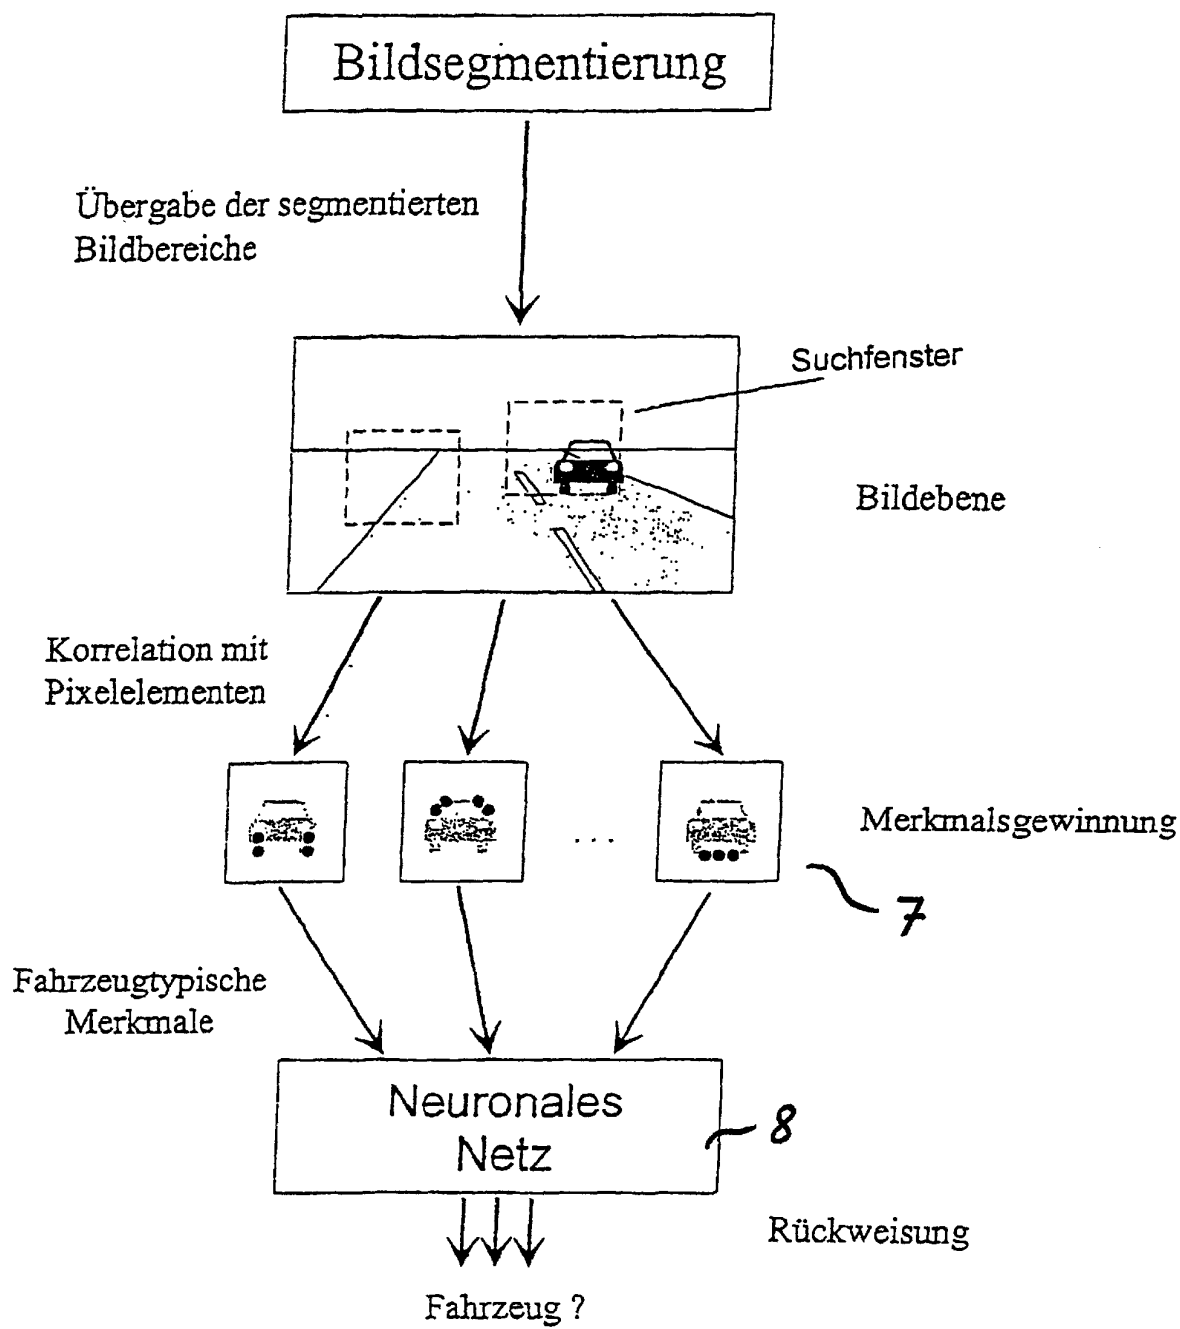 Bildsegmentierung
Übergabe der segmentierten
Bildbereiche
Suchfenster
Bildebene
Korrelation mit
Pixelelementen
...
Merkmalsgewinnung
7
Fahrzeugtypische
Merkmale
Neuronales
Netz
8
Rückweisung
Fahrzeug ?